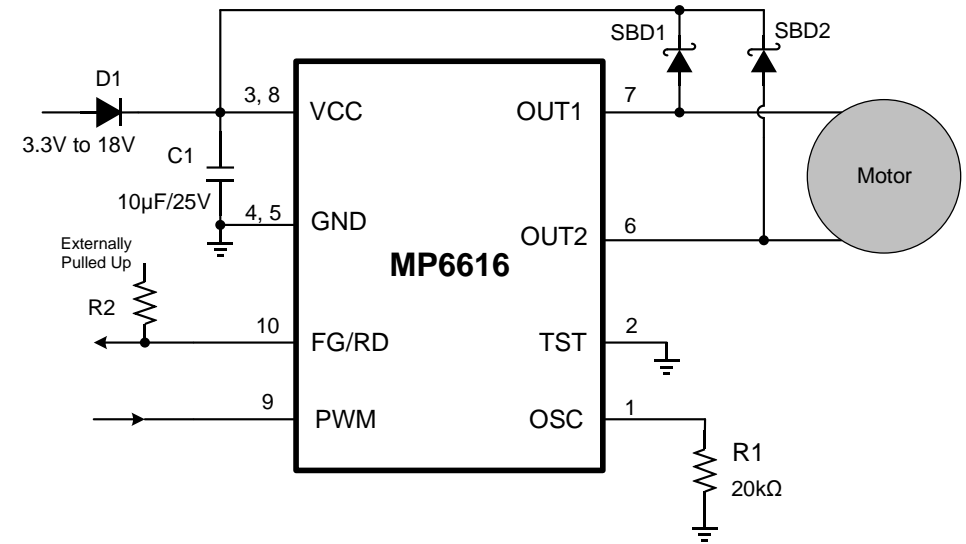 SBD1
SBD2
D1
3, 8
VCC
OUT1
7
3.3V to 18V
C1
10µF/25V
Motor
4, 5
GND
OUT2
6
Externally
Pulled Up
MP6616
R2
10
FG/RD
TST
2
9
PWM
OSC
1
R1
20kΩ